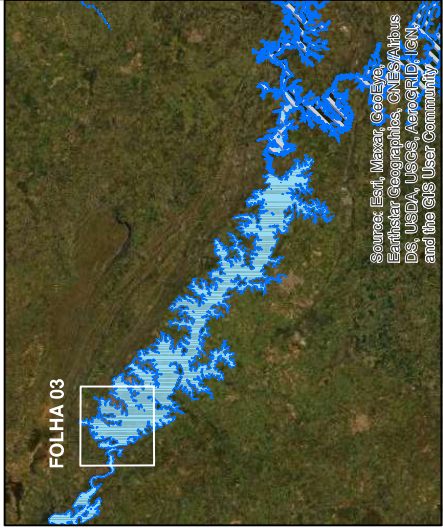 FOLHA 03
Source: Esri, Maxar, GeoEye,
Earthstar Geographics, CNES/Airbus
DS, USDA, USGS, AeroGRID, IGN,
and the GIS User Community